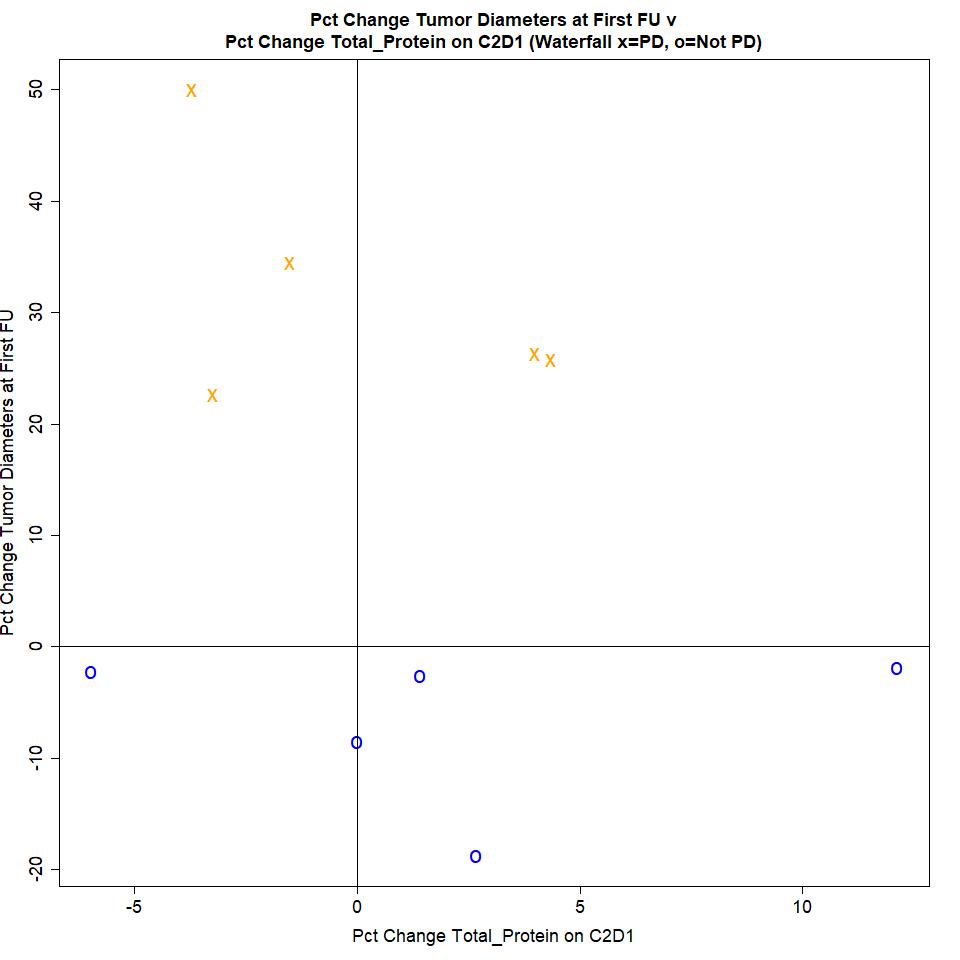 Pct Change Tumor Diameters at First FU v
Pct Change Total_Protein on C2D1 (Waterfall x=PD, o=Not PD)
Pct Change Tumor Diameters at First FU
50
40
30
20
10
0
-10
-20
X
X
X
X
X
O
O
O
O
O
-5
0
5
10
Pct Change Total_Protein on C2D1